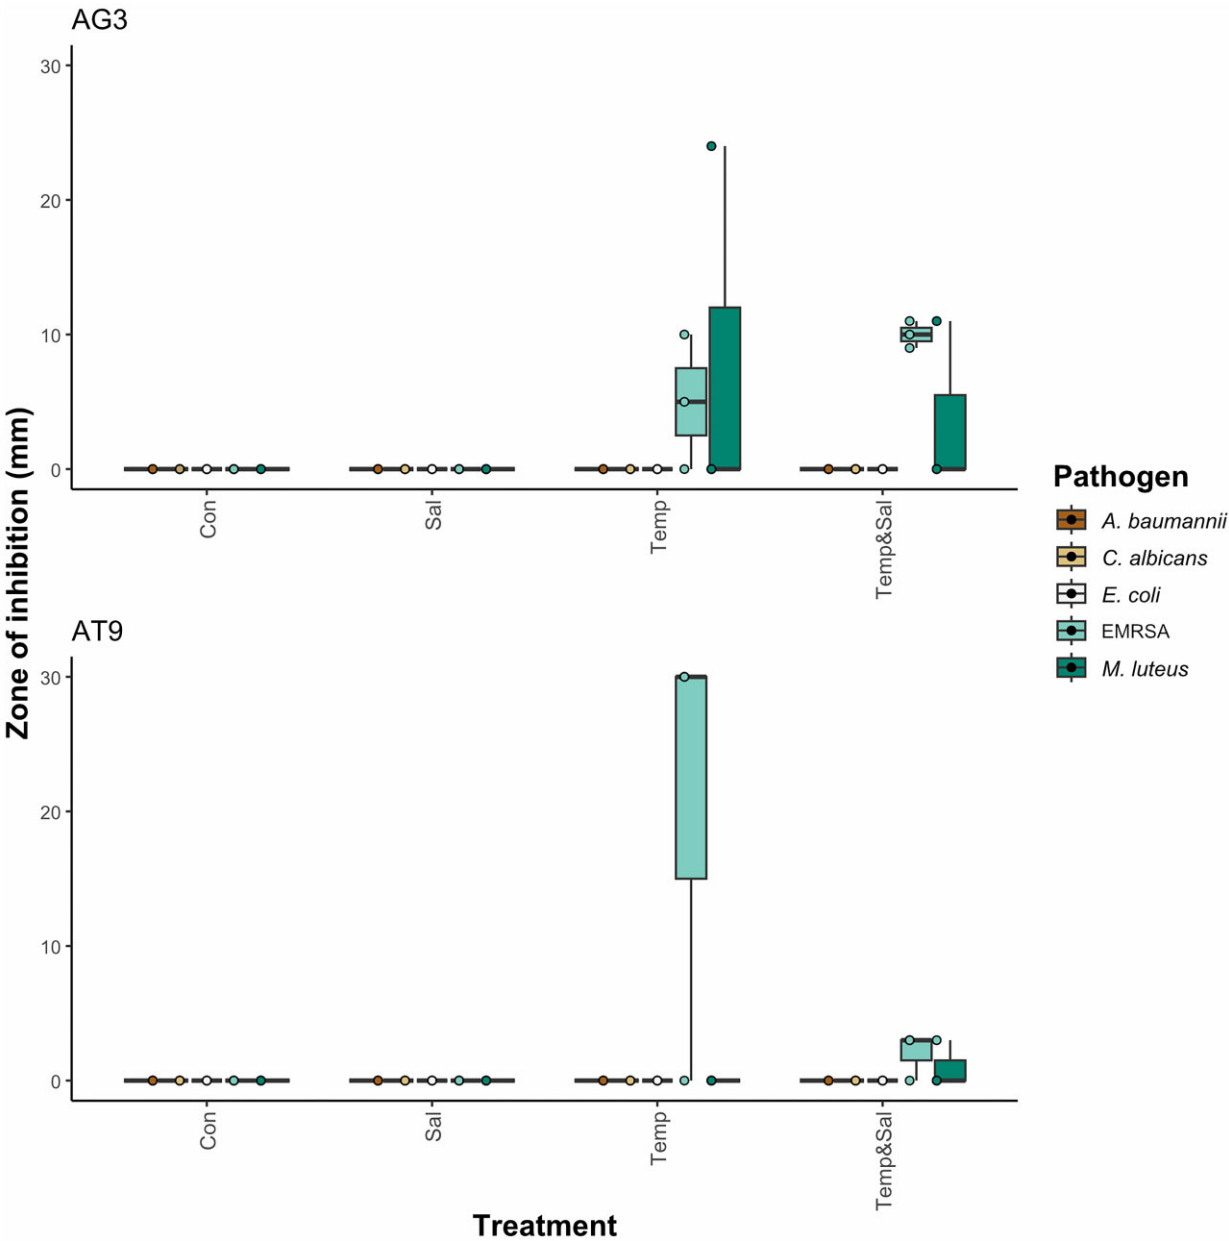 AG3
30
20
10
0
Con
Sal
Temp
Temp&Sal
Zone of inhibition (mm)
AT9
30
20
10
0
Con
Sal
Temp
Temp&Sal
Treatment
Pathogen
A. baumannii
C. albicans
E. coli
EMRSA
M. luteus